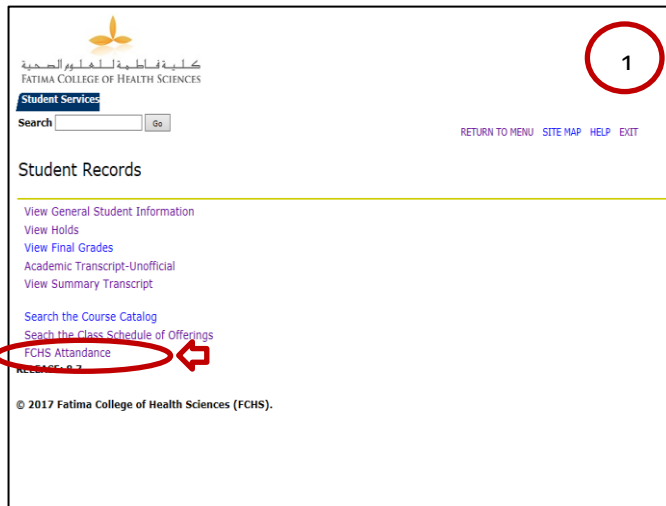 كلية فاطمة للعلوم الصحية
FATIMA COLLEGE OF HEALTH SCIENCES
1
Student Services
Search Go
RETURN TO MENU SITE MAP HELP EXIT
Student Records
View General Student Information
View Holds
View Final Grades
Academic Transcript-Unofficial
View Summary Transcript
Search the Course Catalog
Seach the Class Schedule of Offerings
FCHS Attandance
RELEASE: 8.7
© 2017 Fatima College of Health Sciences (FCHS).